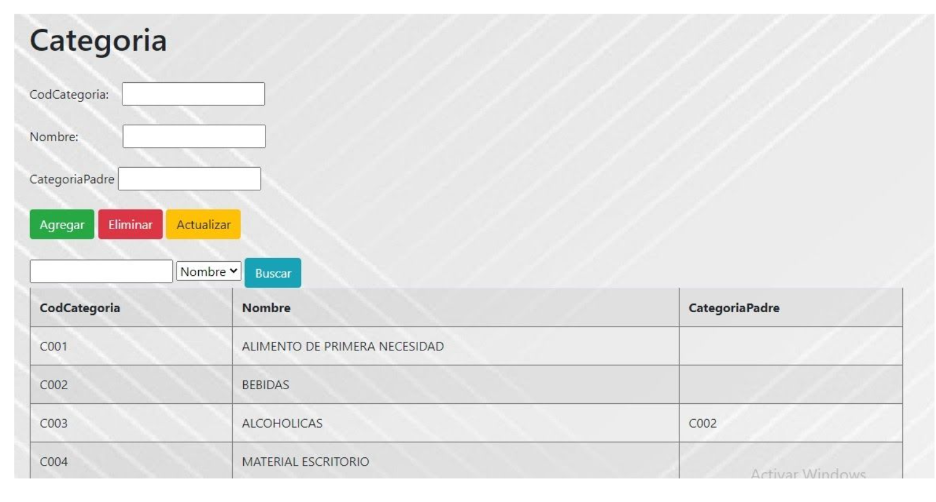 Categoria
CodCategoria:
Nombre:
CategoriaPadre
Agregar Eliminar Actualizar
Nombre Buscar
CodCategoria Nombre CategoriaPadre
C001 ALIMENTO DE PRIMERA NECESIDAD
C002 BEBIDAS
C003 ALCOHOLICAS C002
C004 MATERIAL ESCRITORIO
Activar Windows